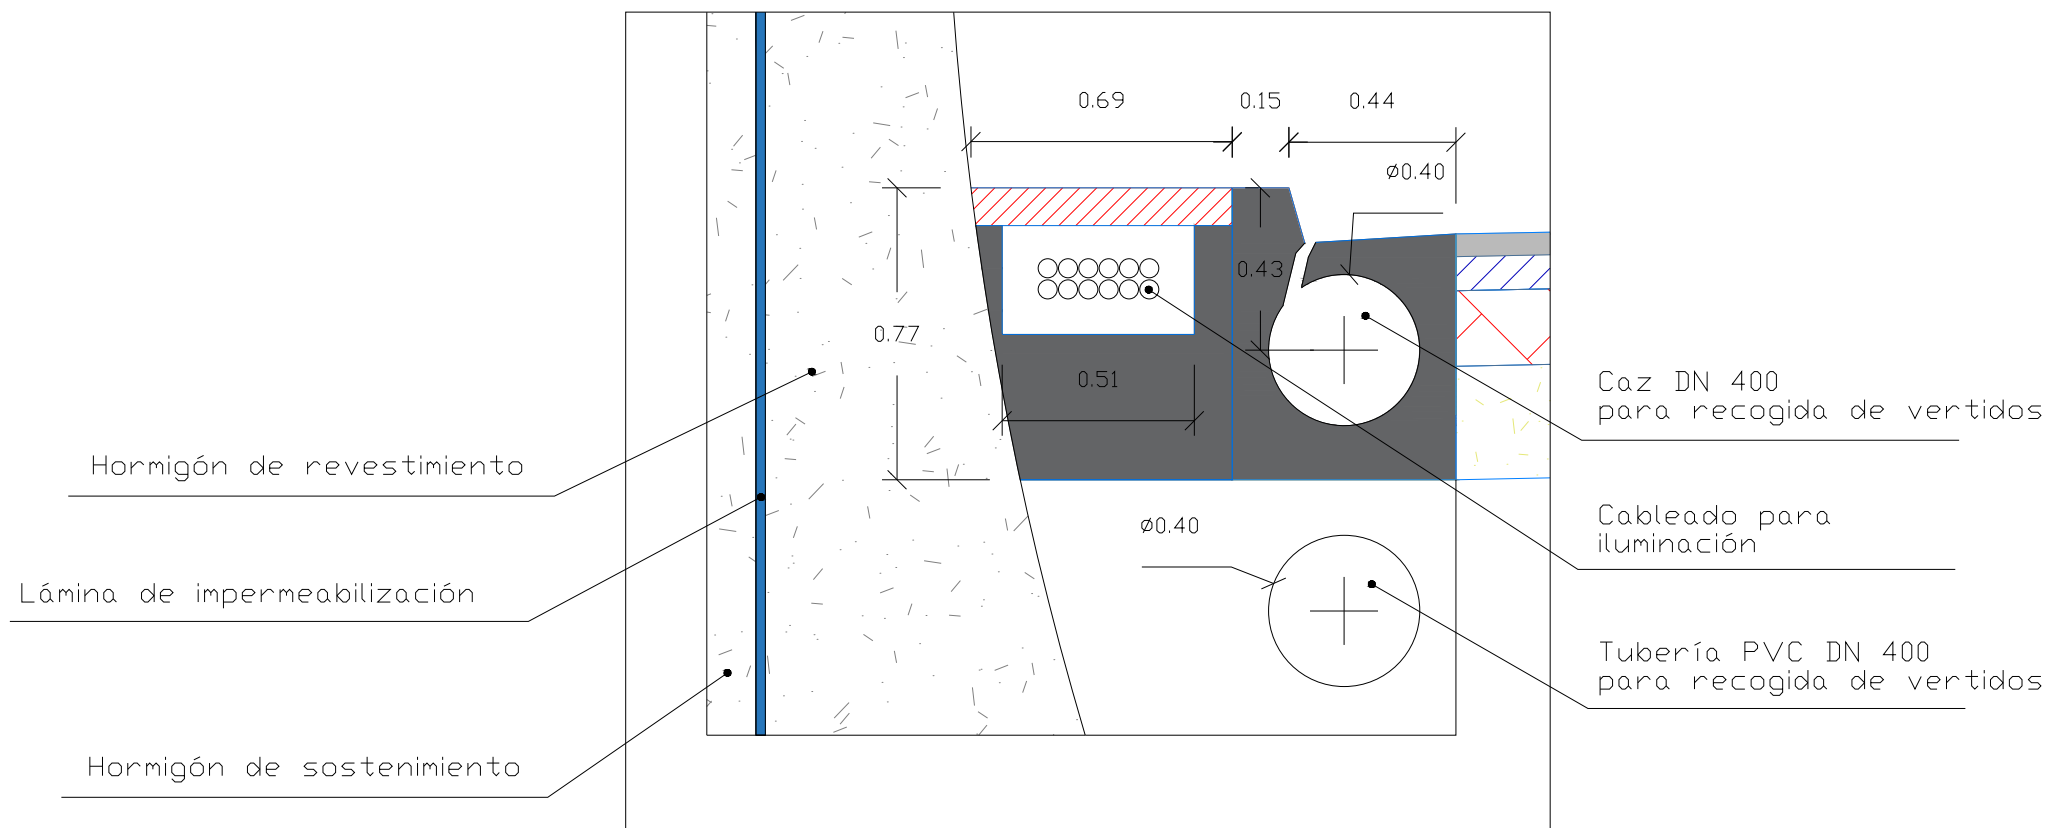 0.69
0.15
0.44
ø0.40
0.43
0.77
0.51
Caz DN 400
para recogida de vertidos
Hormigón de revestimiento
Cableado para
iluminación
ø0.40
Lámina de impermeabilización
Tubería PVC DN 400
para recogida de vertidos
Hormigón de sostenimiento